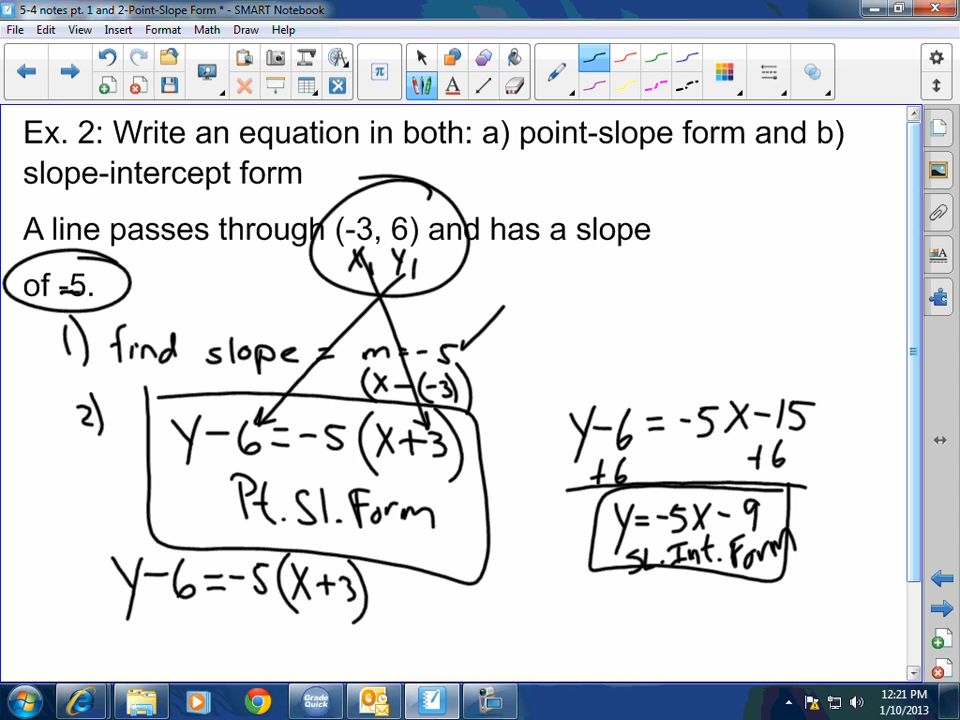 5-4 notes pt. 1 and 2-Point-Slope Form * - SMART Notebook
File Edit View Insert Format Math Draw Help
Ex. 2: Write an equation in both: a) point-slope form and b)
slope-intercept form
A line passes through (-3, 6) and has a slope
X₁ Y₁
of -5.
1) find slope = m = -5
(X - (-3))
2)
Y-6=-5(X+3)
Pt. Sl. Form
Y-6=-5(X+3)
Y-6 = -5X-15
+6 +6
Y=-5X-9
SL. Int. Form
Grade Quick
12:21 PM
1/10/2013